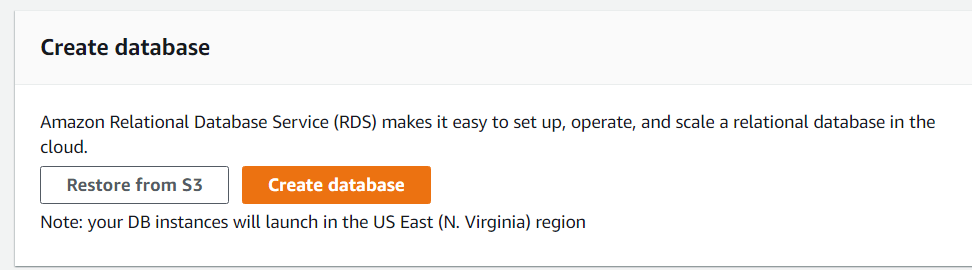 Create database
Amazon Relational Database Service (RDS) makes it easy to set up, operate, and scale a relational database in the
cloud.
Restore from S3 Create database
Note: your DB instances will launch in the US East (N. Virginia) region